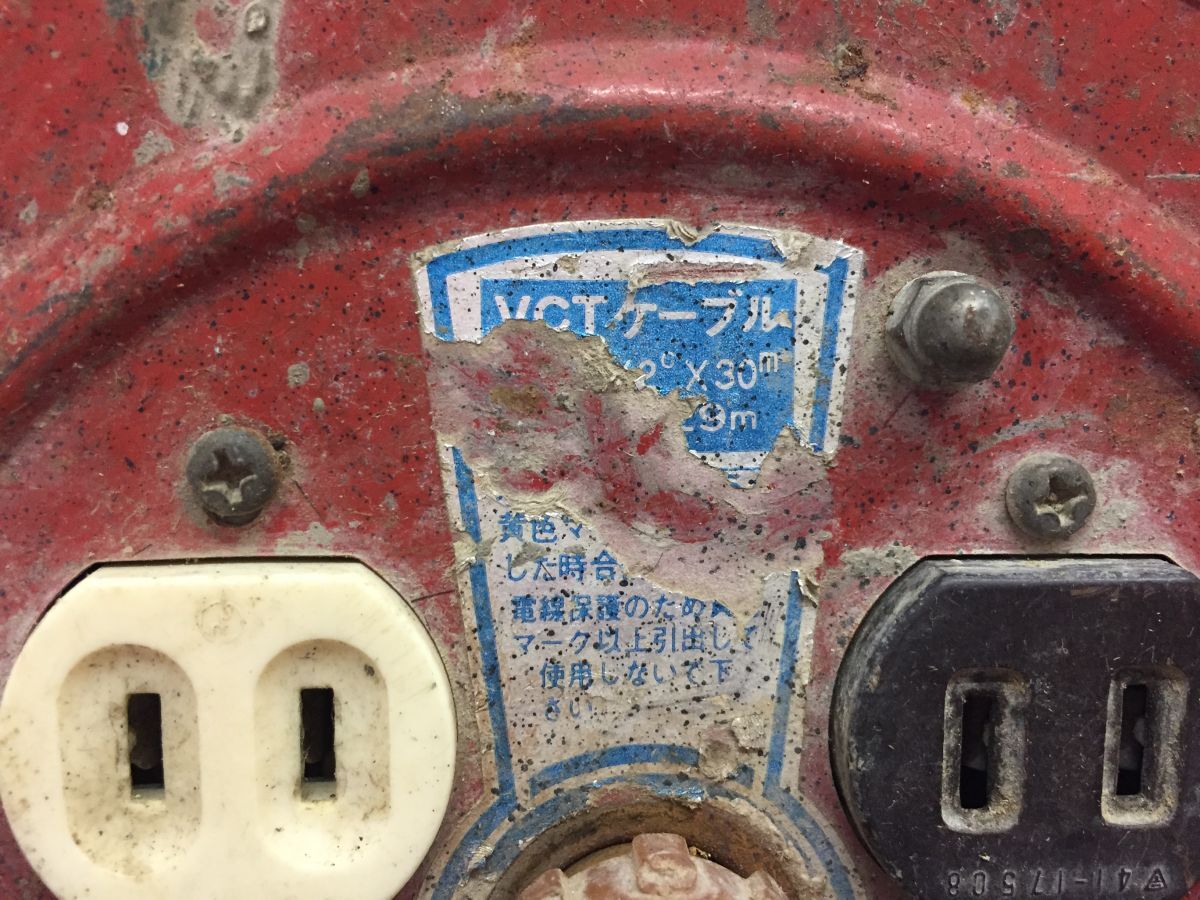 VCTケーブル
2° X30m
29m
黄色マ
した時合
電線保護のため
マーク以上引出して
使用しないで下
さい
41-17508